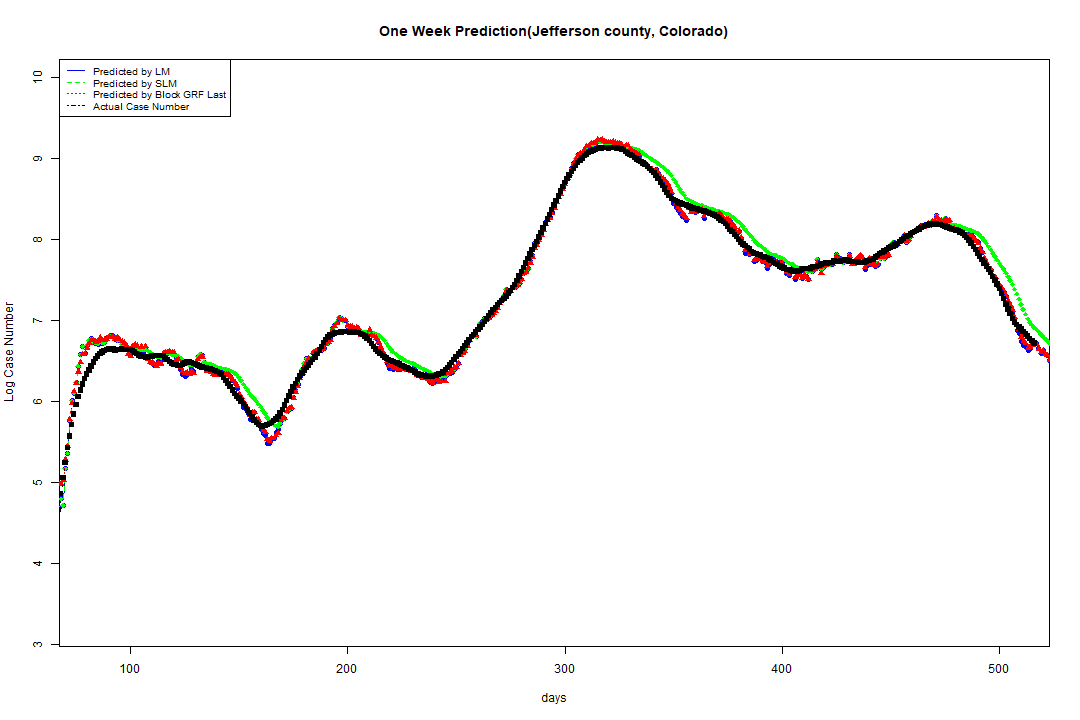 One Week Prediction(Jefferson county, Colorado)
Predicted by LM
Predicted by SLM
Predicted by Block GRF Last
Actual Case Number
10
9
8
7
6
5
4
3
Log Case Number
100 200 300 400 500
days